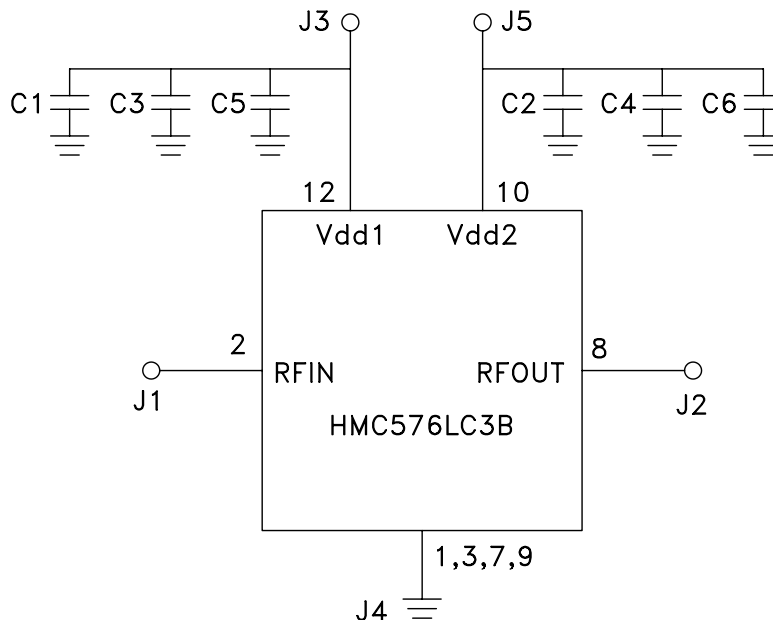 J3 J5
C1 C3 C5 C2 C4 C6
12 10
Vdd1 Vdd2
2 8
RFIN RFOUT
J1 J2
HMC576LC3B
1,3,7,9
J4